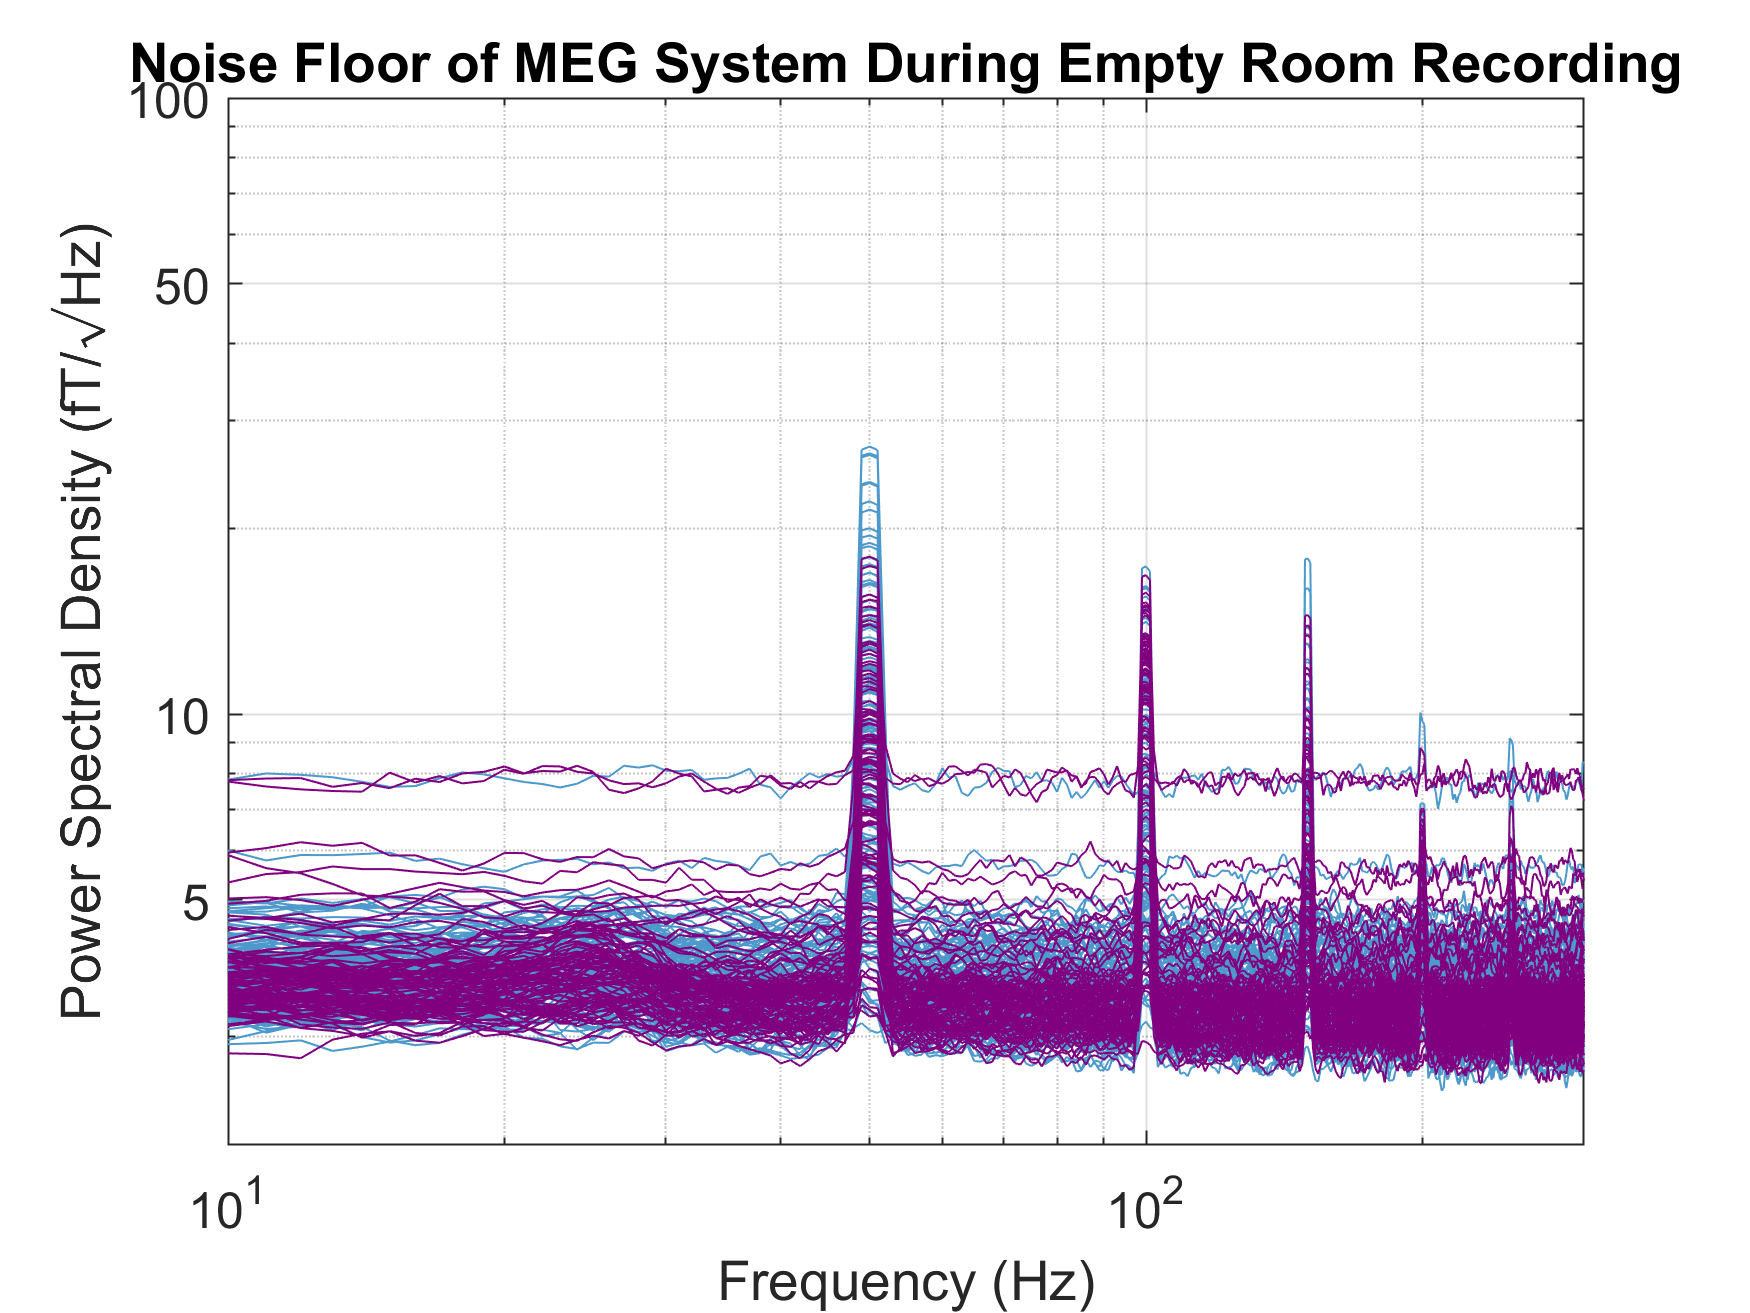 Noise Floor of MEG System During Empty Room Recording
100
50
10
5
Power Spectral Density (fT/√Hz)
10¹
10²
Frequency (Hz)